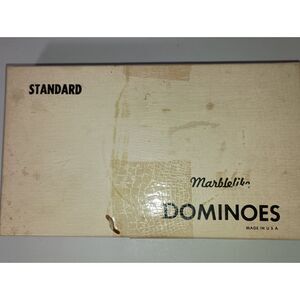 STANDARD
Marblelike
DOMINOES
MADE IN U S A